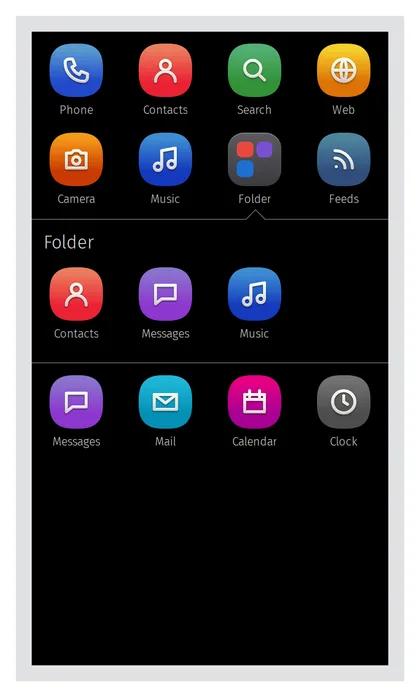 Phone Contacts Search Web
Camera Music Folder Feeds
Folder
Contacts Messages Music
Messages Mail Calendar Clock